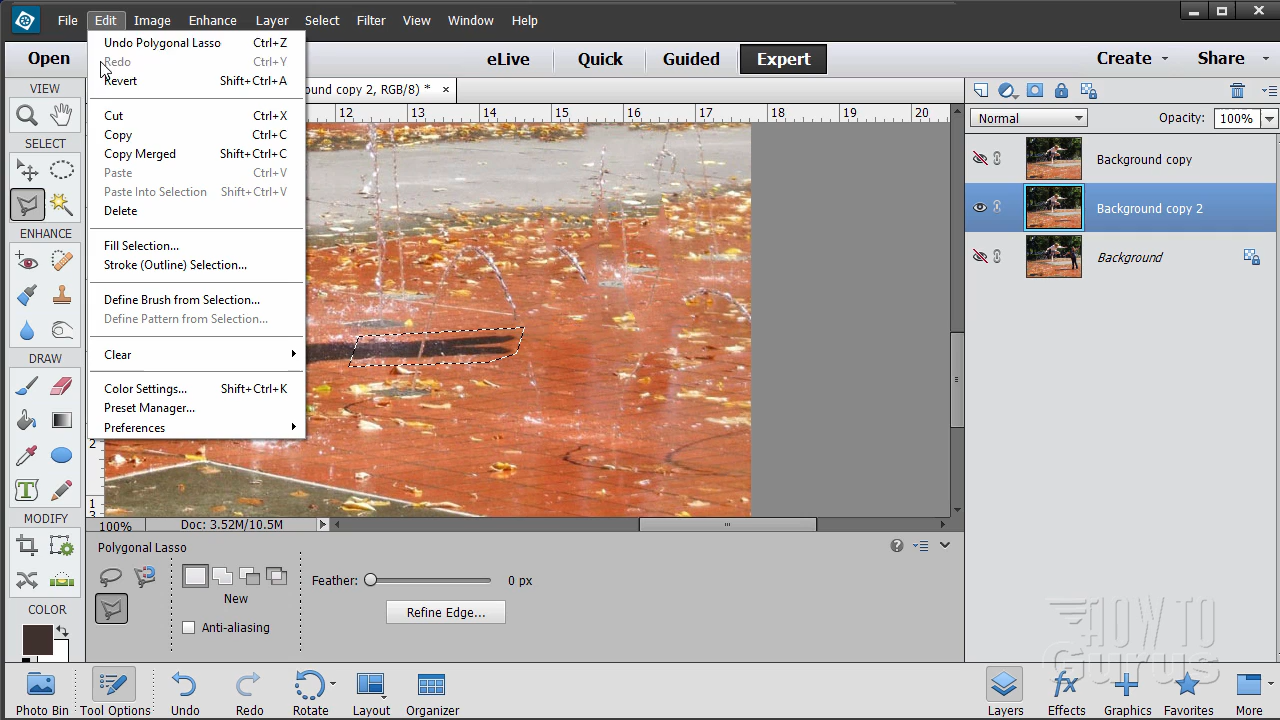 File Edit Image Enhance Layer Select Filter View Window Help
Open eLive Quick Guided Expert Create Share
ound copy 2, RGB/8) * ×
Undo Polygonal Lasso Ctrl+Z
Redo Ctrl+Y
Revert Shift+Ctrl+A
Cut Ctrl+X
Copy Ctrl+C
Copy Merged Shift+Ctrl+C
Paste Ctrl+V
Paste Into Selection Shift+Ctrl+V
Delete
Fill Selection...
Stroke (Outline) Selection...
Define Brush from Selection...
Define Pattern from Selection...
Clear
Color Settings... Shift+Ctrl+K
Preset Manager...
Preferences
VIEW
SELECT
ENHANCE
DRAW
MODIFY
COLOR
12 13 14 15 16 17 18 19 20
2
1
3
100% Doc: 3.52M/10.5M
Normal Opacity: 100%
Background copy
Background copy 2
Background
Polygonal Lasso
New
Anti-aliasing
Feather: 0 px
Refine Edge...
HOW TO
Gurus
Photo Bin Tool Options Undo Redo Rotate Layout Organizer
fx
Layers Effects Graphics Favorites More